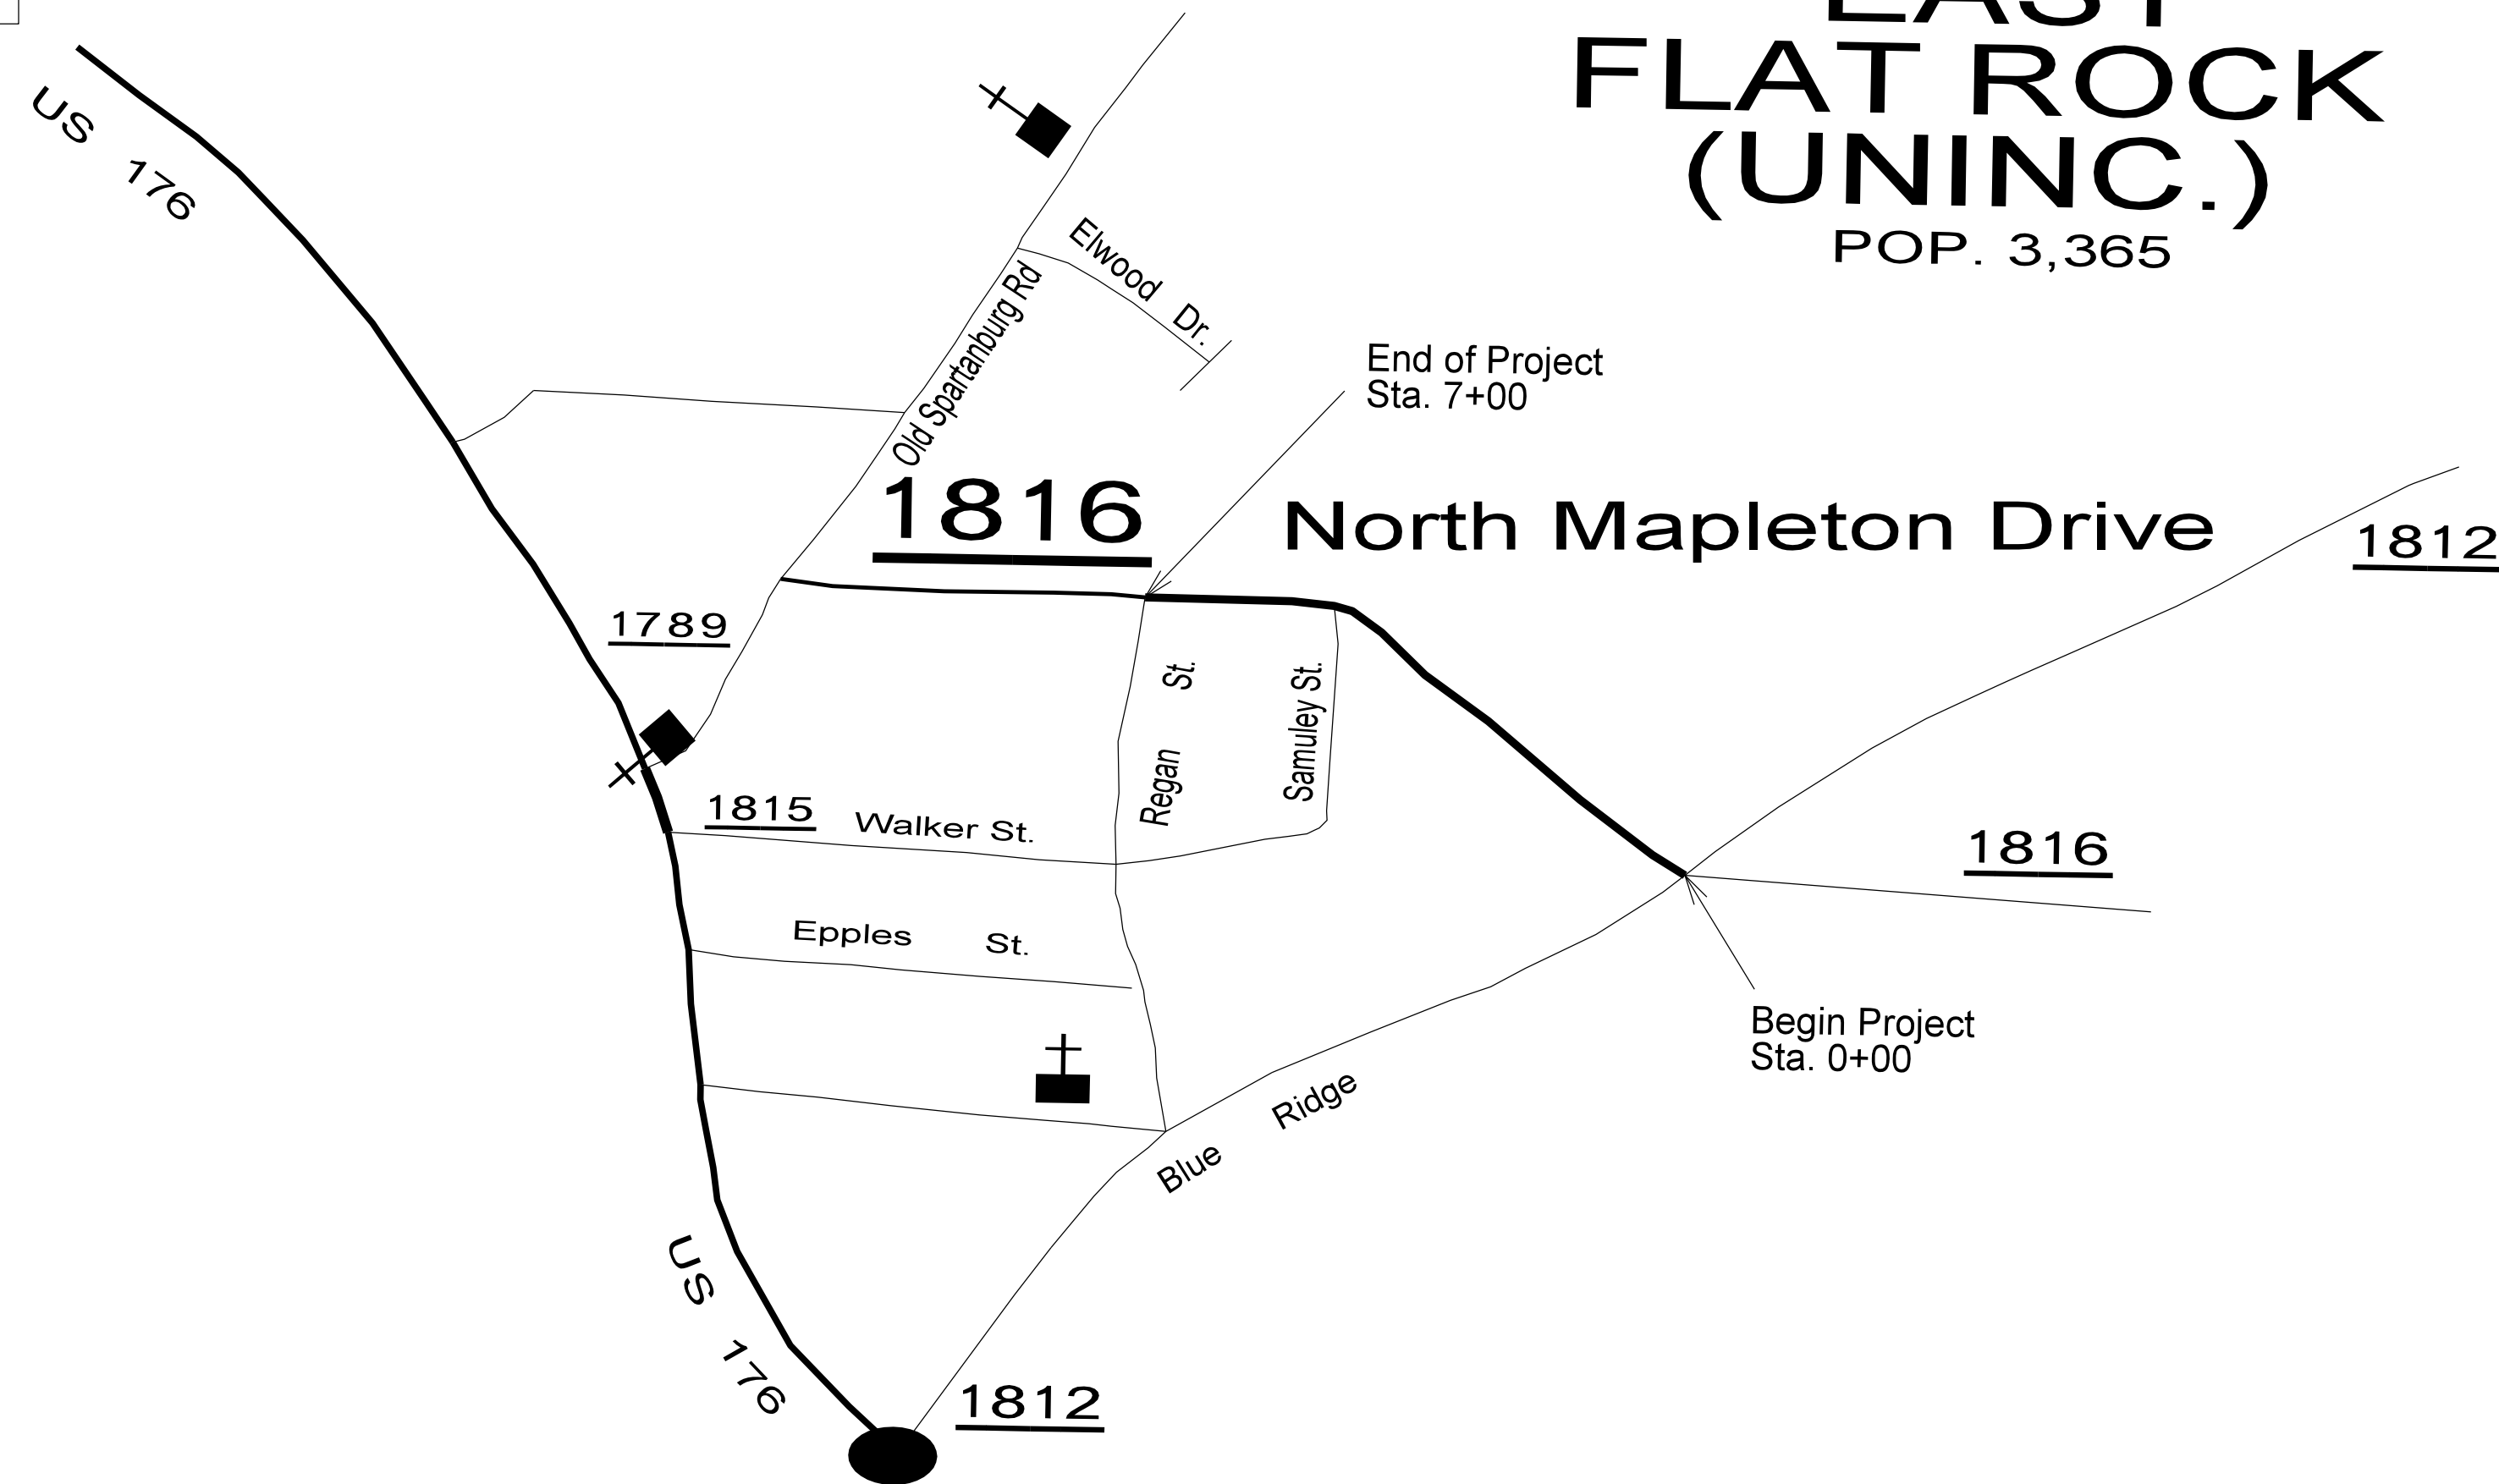 EAST
FLAT ROCK
(UNINC.)
POP. 3,365
US 176
Elwood Dr.
Old Spartanburg Rd
End of Project
Sta. 7+00
1816
North Mapleton Drive
1812
1789
Regan St.
Samuley St.
1815
Walker St.
1816
Epples St.
Begin Project
Sta. 0+00
Blue Ridge
US 176
1812